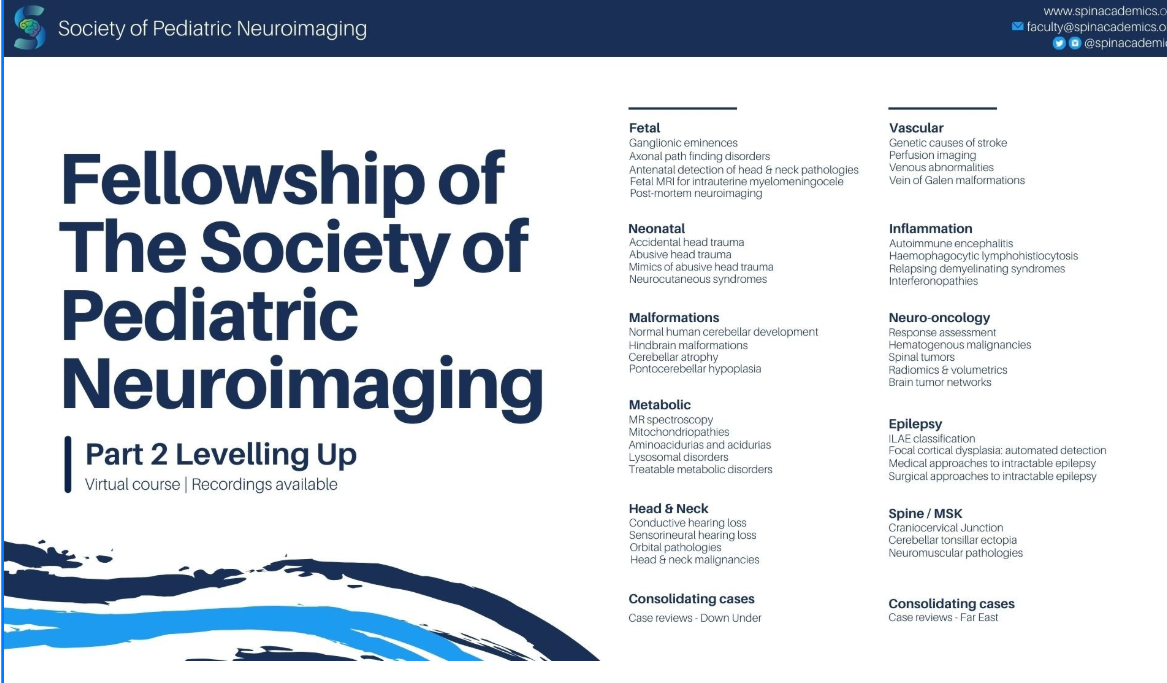 Society of Pediatric Neuroimaging
www.spinacademics.o
faculty@spinacademics.o
@spinacademi
Fellowship of
The Society of
Pediatric
Neuroimaging
Part 2 Levelling Up
Virtual course | Recordings available
Fetal
Ganglionic eminences
Axonal path finding disorders
Antenatal detection of head & neck pathologies
Fetal MRI for intrauterine myelomeningocele
Post-mortem neuroimaging
Neonatal
Accidental head trauma
Abusive head trauma
Mimics of abusive head trauma
Neurocutaneous syndromes
Malformations
Normal human cerebellar development
Hindbrain malformations
Cerebellar atrophy
Pontocerebellar hypoplasia
Metabolic
MR spectroscopy
Mitochondriopathies
Aminoacidurias and acidurias
Lysosomal disorders
Treatable metabolic disorders
Head & Neck
Conductive hearing loss
Sensorineural hearing loss
Orbital pathologies
Head & neck malignancies
Consolidating cases
Case reviews - Down Under
Vascular
Genetic causes of stroke
Perfusion imaging
Venous abnormalities
Vein of Galen malformations
Inflammation
Autoimmune encephalitis
Haemophagocytic lymphohistiocytosis
Relapsing demyelinating syndromes
Interferonopathies
Neuro-oncology
Response assessment
Hematogenous malignancies
Spinal tumors
Radiomics & volumetrics
Brain tumor networks
Epilepsy
ILAE classification
Focal cortical dysplasia: automated detection
Medical approaches to intractable epilepsy
Surgical approaches to intractable epilepsy
Spine / MSK
Craniocervical Junction
Cerebellar tonsillar ectopia
Neuromuscular pathologies
Consolidating cases
Case reviews - Far East